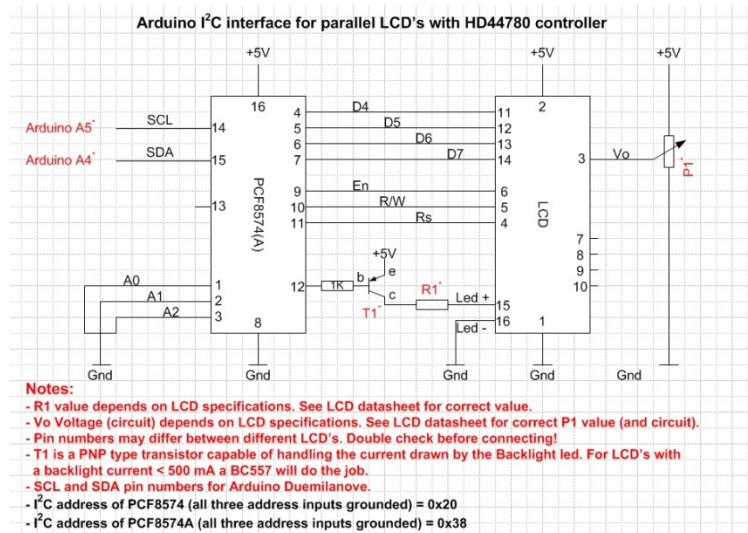 Arduino I²C interface for parallel LCD's with HD44780 controller
+5V +5V +5V
16 2
4 D4 11
Arduino A5* SCL 14 5 D5 12
6 D6 13
Arduino A4* SDA 15 7 D7 14 3 Vo P1*
PCF8574(A) LCD
9 En 6
13 10 R/W 5
11 Rs 4
7
8
9
10
+5V
A0 1 12 1K b e
A1 2 c R1* Led + 15
A2 3 T1* Led - 16
8 1
Gnd Gnd Gnd Gnd Gnd
Notes:
- R1 value depends on LCD specifications. See LCD datasheet for correct value.
- Vo Voltage (circuit) depends on LCD specifications. See LCD datasheet for correct P1 value (and circuit).
- Pin numbers may differ between different LCD's. Double check before connecting!
- T1 is a PNP type transistor capable of handling the current drawn by the Backlight led. For LCD's with
a backlight current < 500 mA a BC557 will do the job.
- SCL and SDA pin numbers for Arduino Duemilanove.
- I²C address of PCF8574 (all three address inputs grounded) = 0x20
- I²C address of PCF8574A (all three address inputs grounded) = 0x38